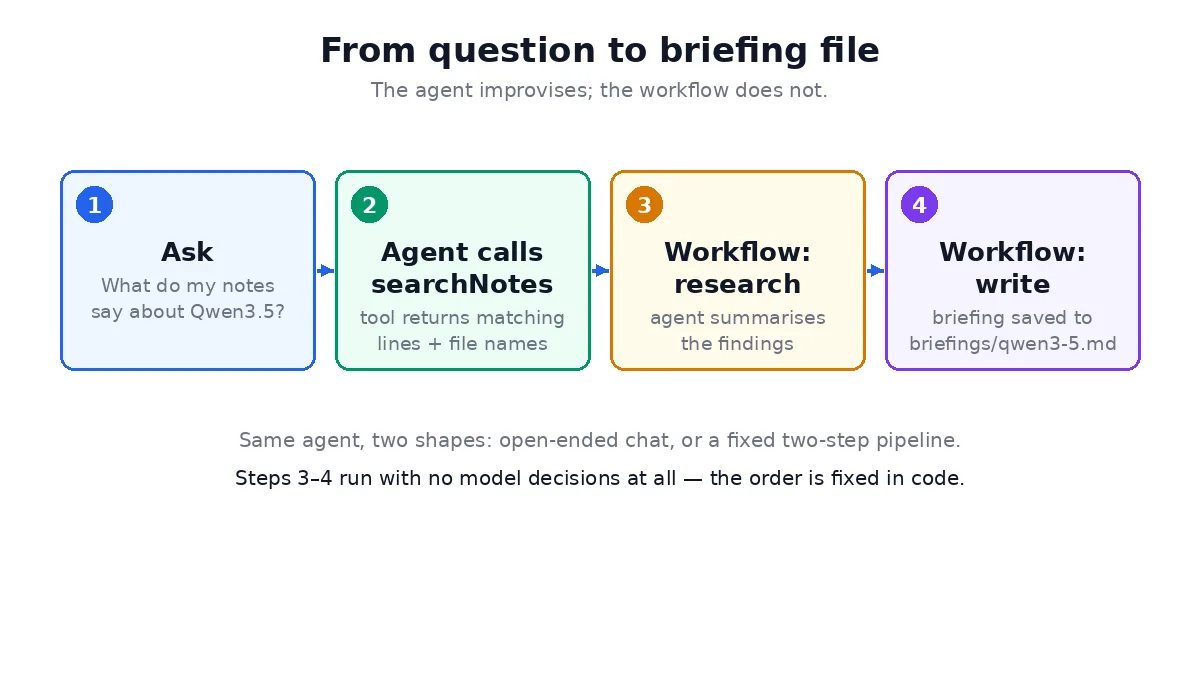 From question to briefing file
The agent improvises; the workflow does not.
1
Ask
What do my notes
say about Qwen3.5?
2
Agent calls
searchNotes
tool returns matching
lines + file names
3
Workflow:
research
agent summarises
the findings
4
Workflow:
write
briefing saved to
briefings/qwen3-5.md
Same agent, two shapes: open-ended chat, or a fixed two-step pipeline.
Steps 3–4 run with no model decisions at all — the order is fixed in code.